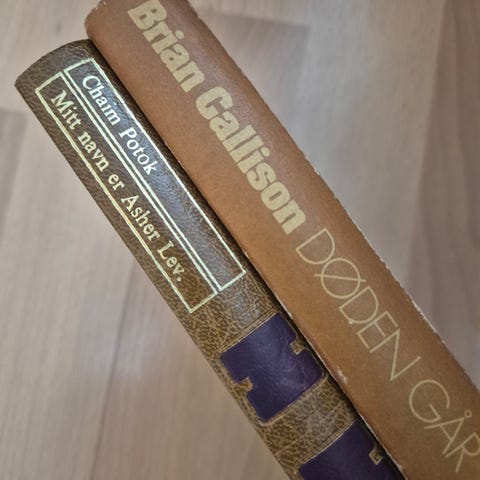 Chaim Potok
Mitt navn er Asher Lev.
Brian Callison DØDEN GÅR